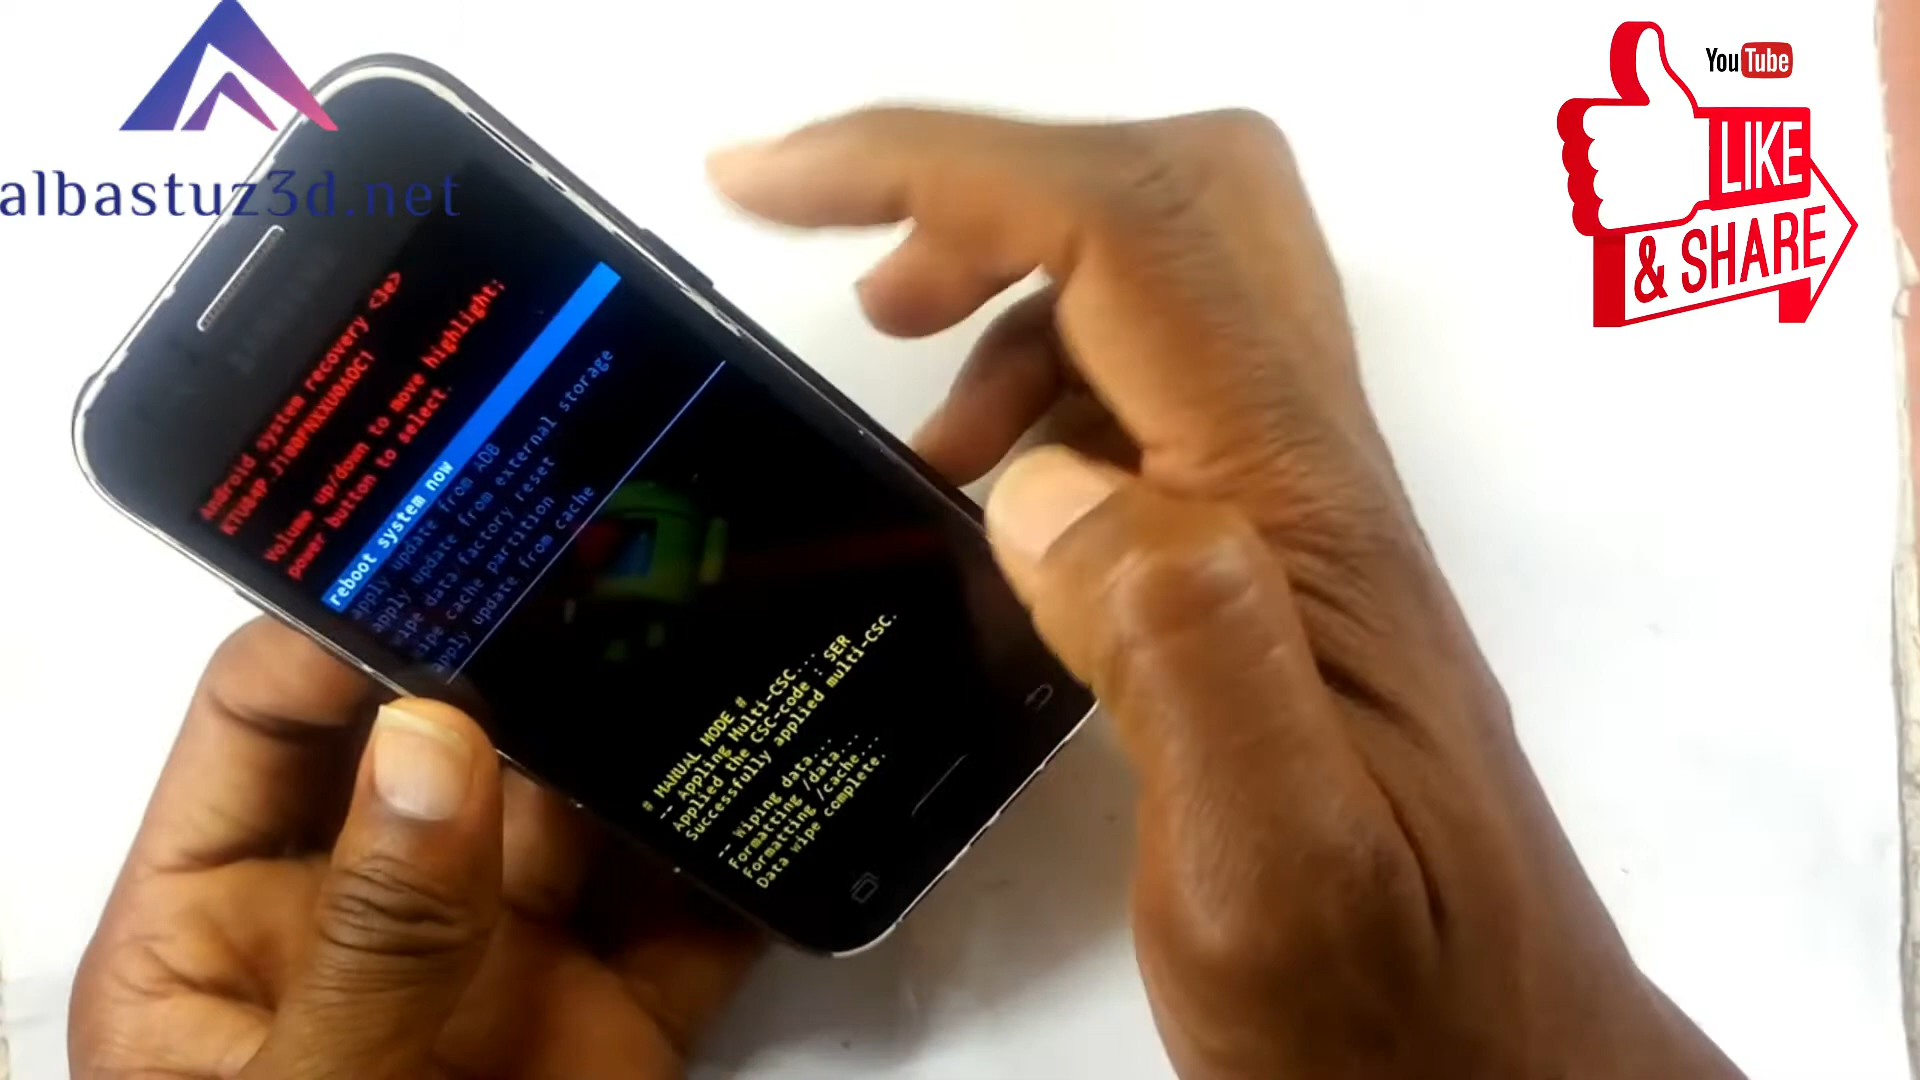 albastuz3d.net
YouTube
LIKE
& SHARE
Android system recovery <3e>
KTU84P.J100FNXXU0AOC1
Volume up/down to move highlight;
power button to select.
reboot system now
apply update from ADB
apply update from external storage
wipe data/factory reset
wipe cache partition
apply update from cache
# MANUAL MODE #
-- Appling Multi-CSC...
Applied the CSC-code : SER
Successfully applied multi-CSC.
-- Wiping data...
Formatting /data...
Formatting /cache...
Data wipe complete.